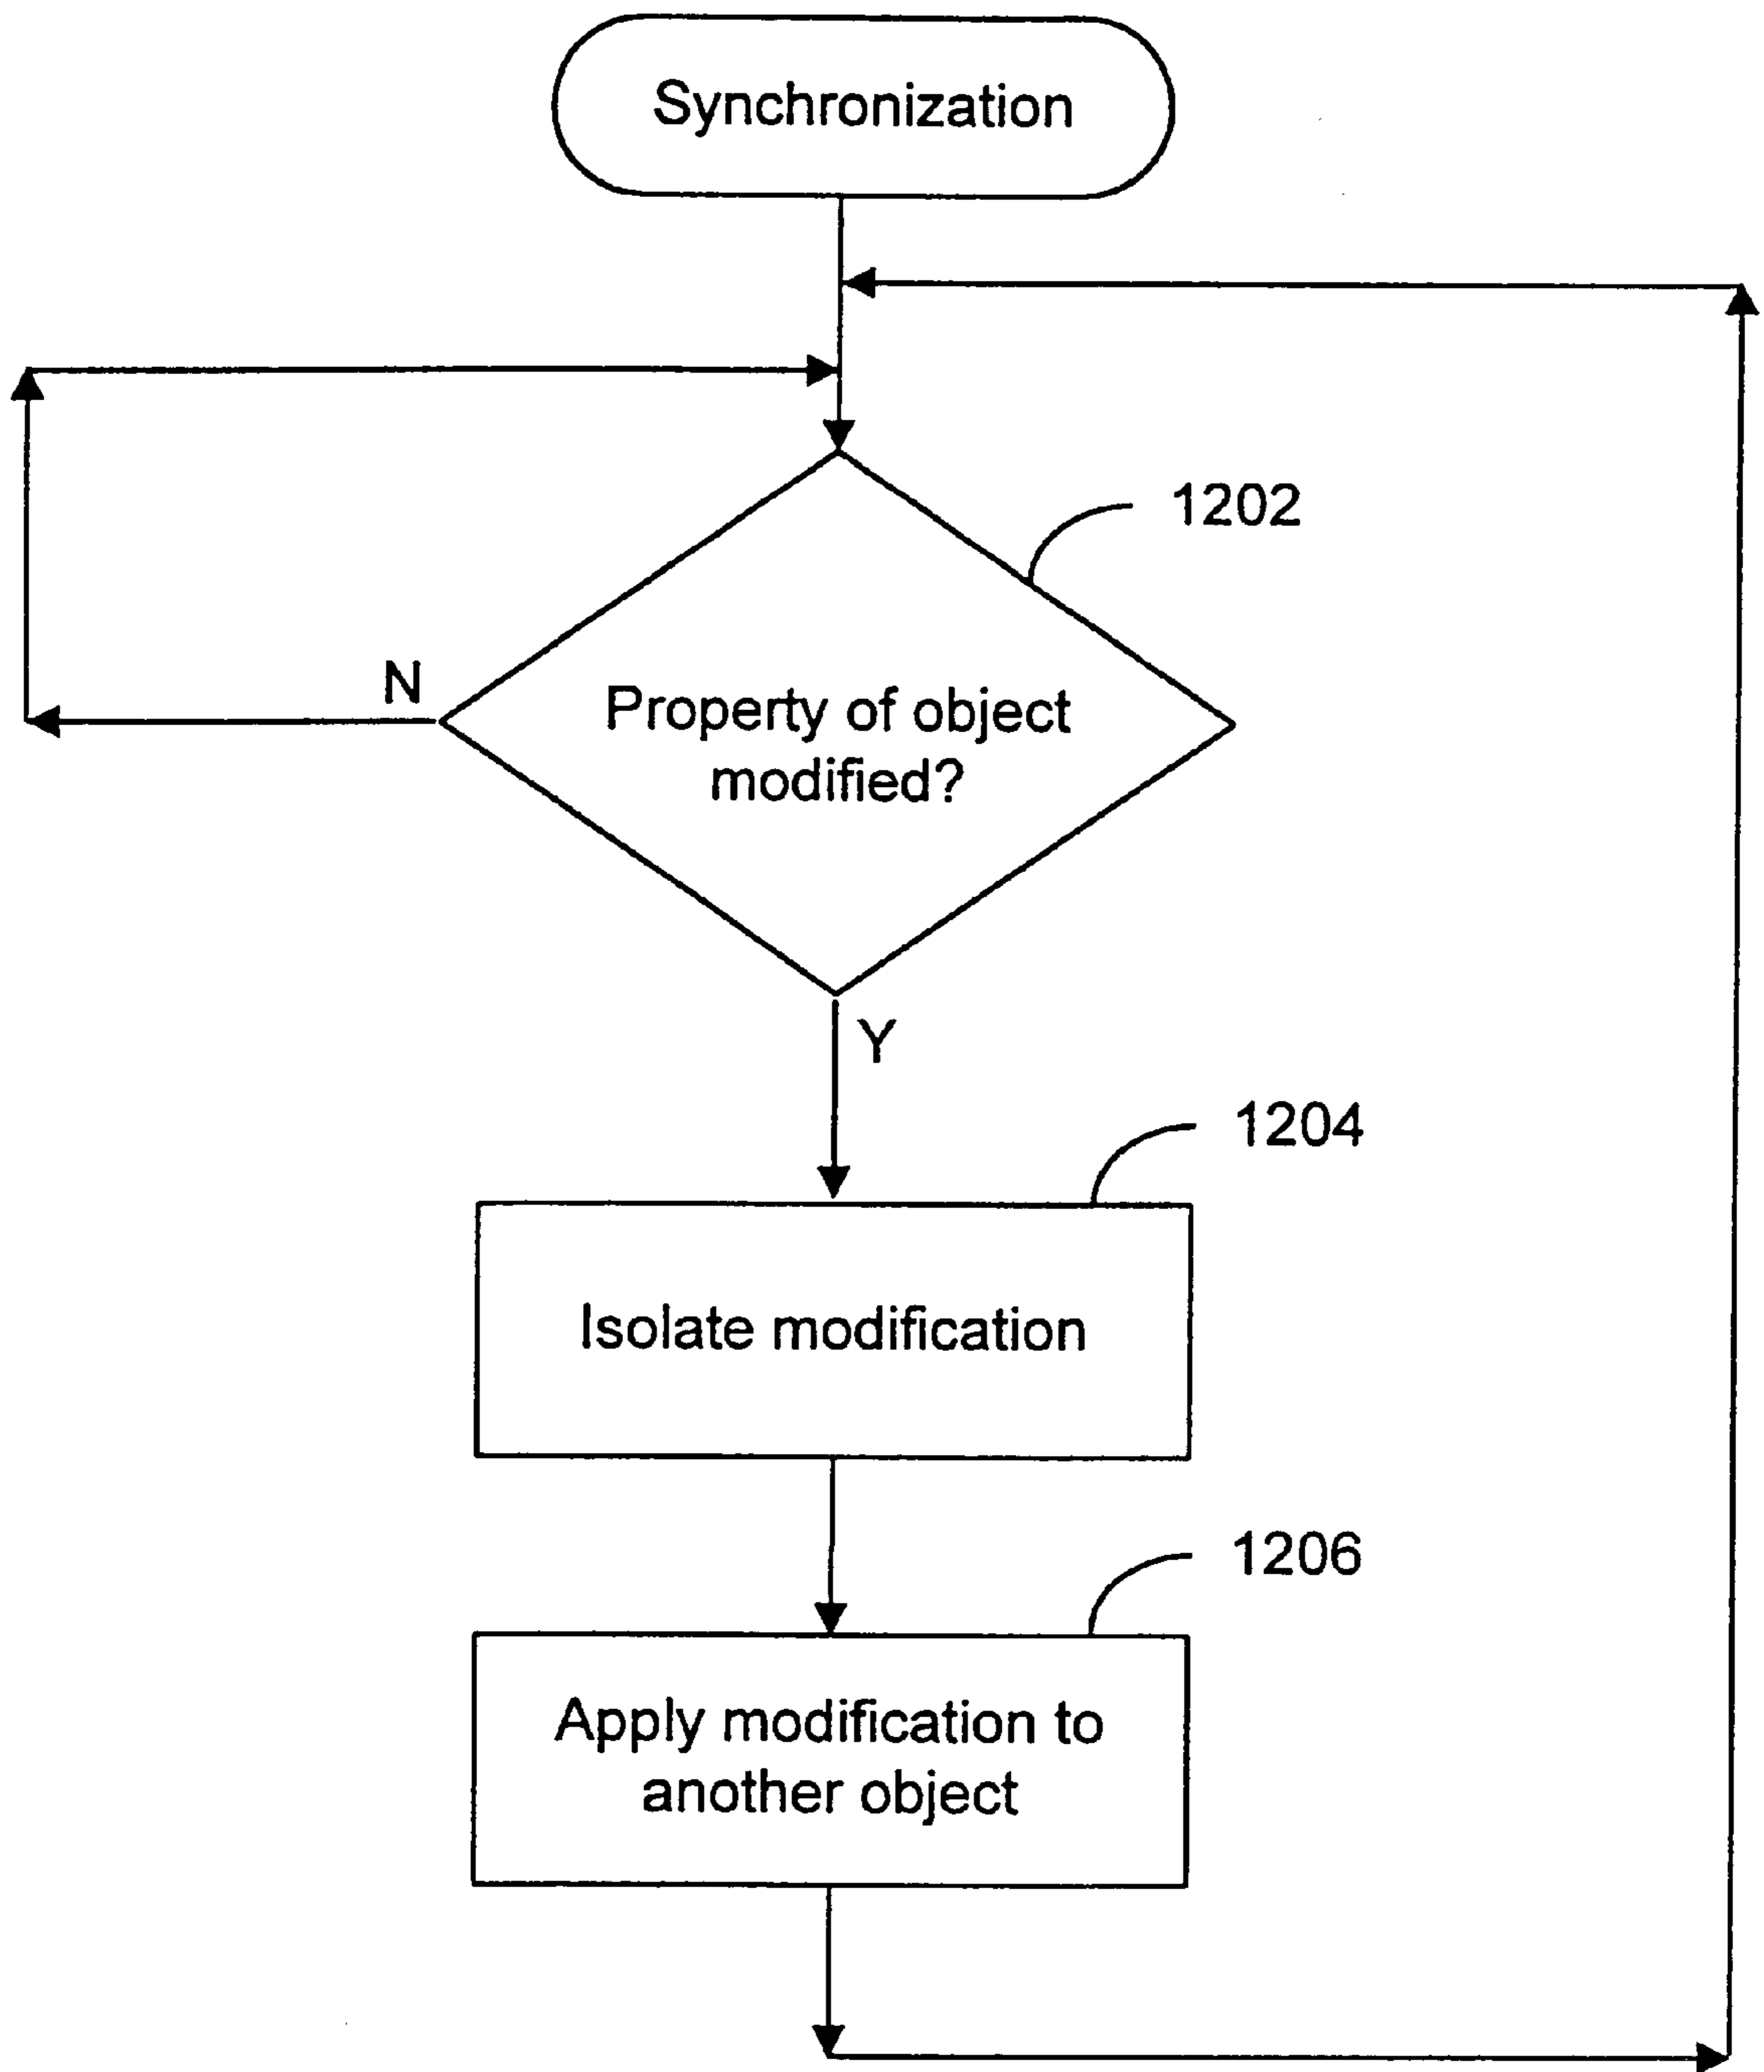 Synchronization
1202
N
Property of object
modified?
Y
1204
Isolate modification
1206
Apply modification to
another object